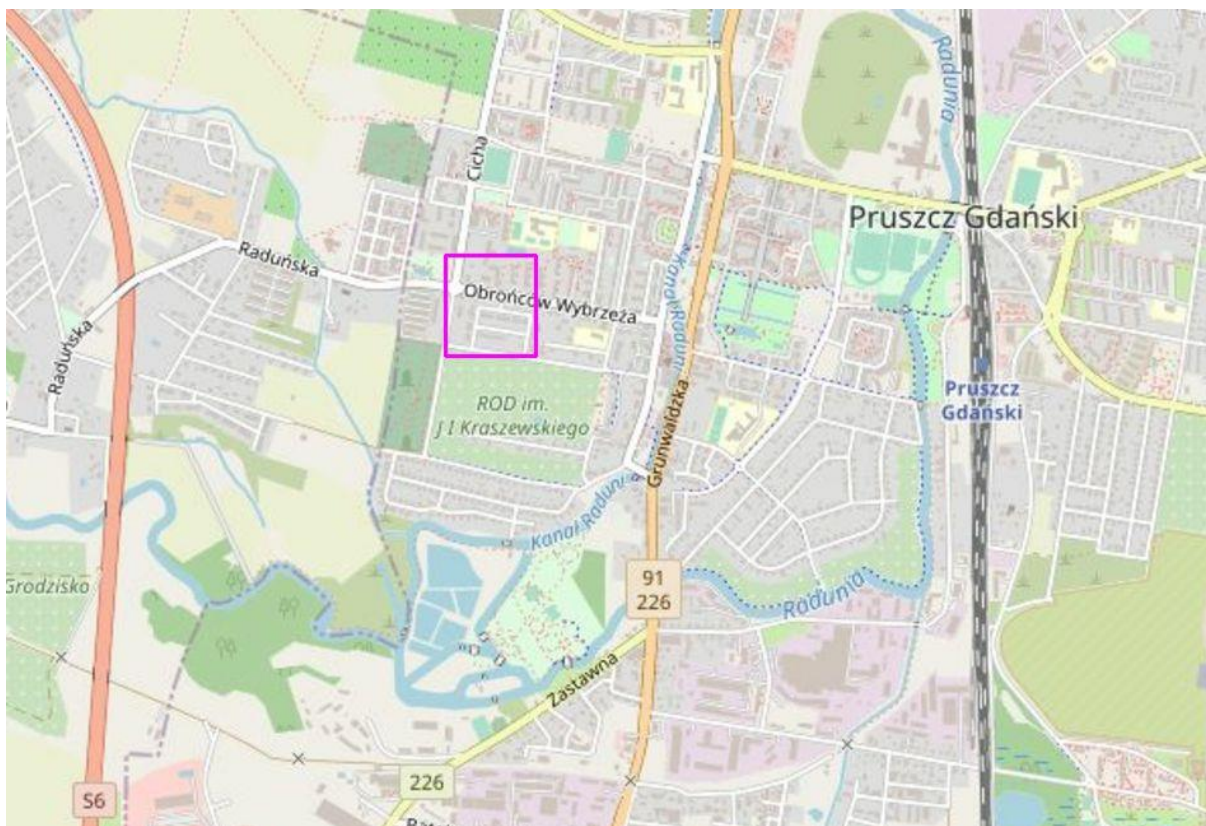 Radunia
Cicha
Pruszcz Gdański
Raduńska
Kanał Raduni
Obrońców Wybrzeża
Raduńska
Pruszcz
Gdański
ROD im.
J I Kraszewskiego
Grunwaldzka
Kanał Raduni
91
226
Grodzisko
Radunia
Zastawna
226
S6